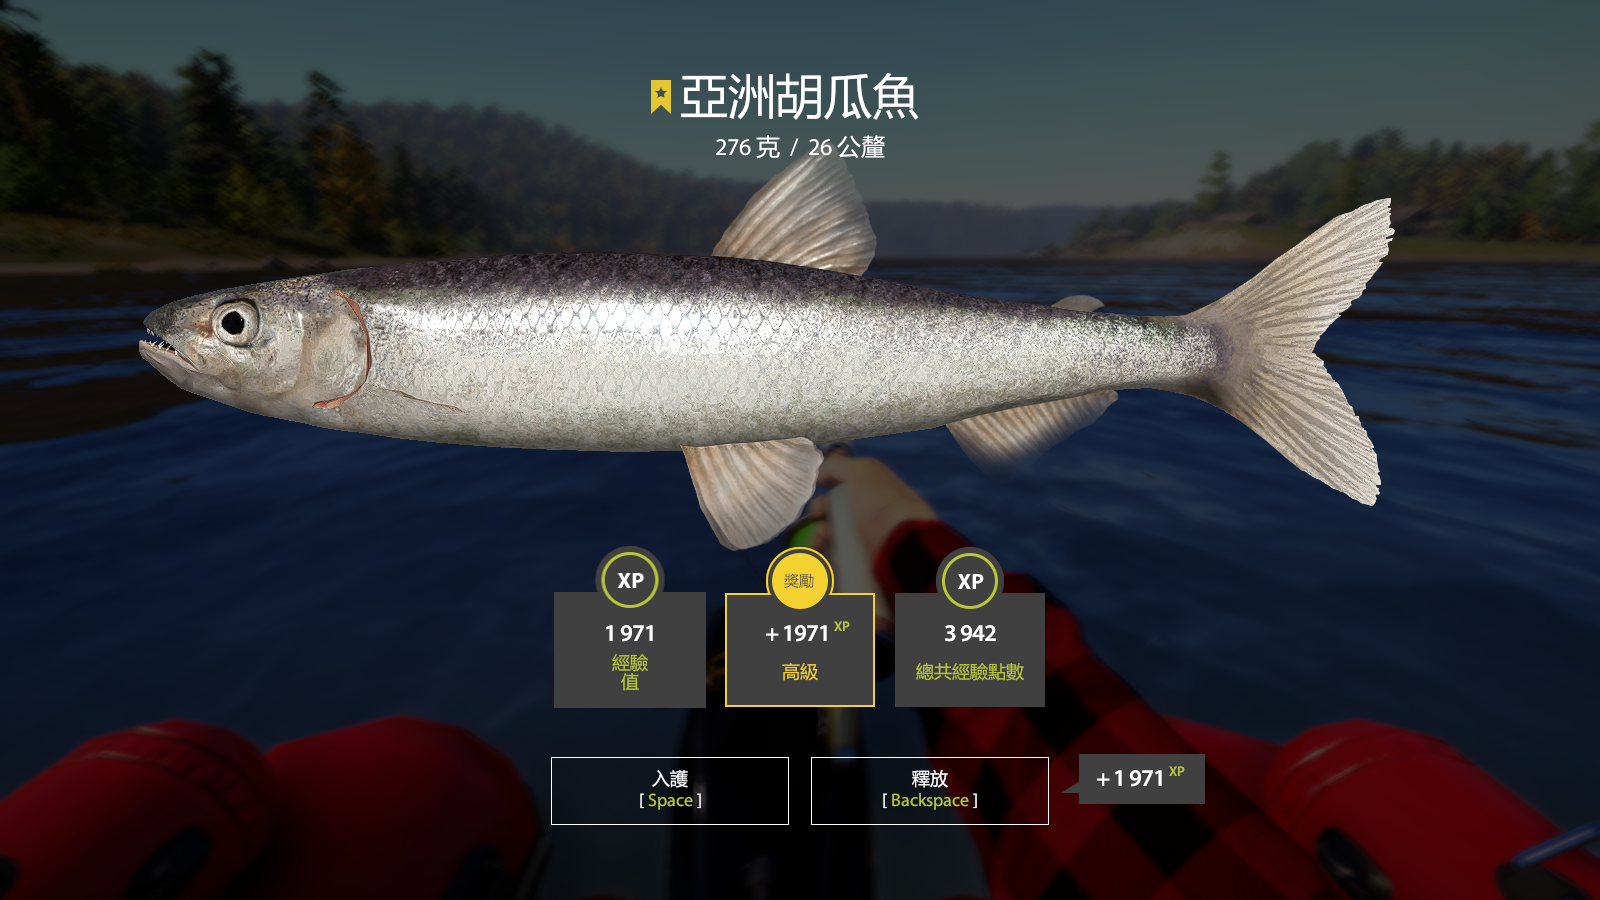 亞洲胡瓜魚
276 克 / 26 公釐
XP
1 971
經驗
值
獎勵
+ 1971 XP
高級
XP
3 942
總共經驗點數
入護
[ Space ]
釋放
[ Backspace ]
+ 1 971 XP